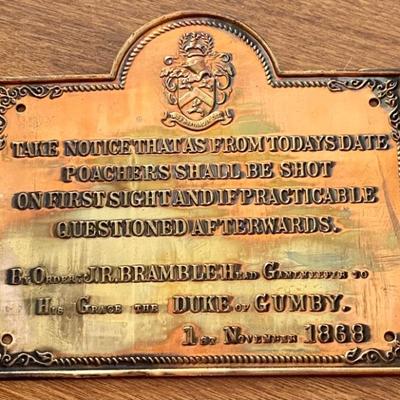 TAKE NOTICE THAT AS FROM TODAYS DATE
POACHERS SHALL BE SHOT
ON FIRST SIGHT AND IF PRACTICABLE
QUESTIONED AFTERWARDS.
BY ORDER: J.R. BRAMBLE HEAD GAMEKEEPER TO
HIS GRACE THE DUKE OF GUMBY.
1ST NOVEMBER 1868